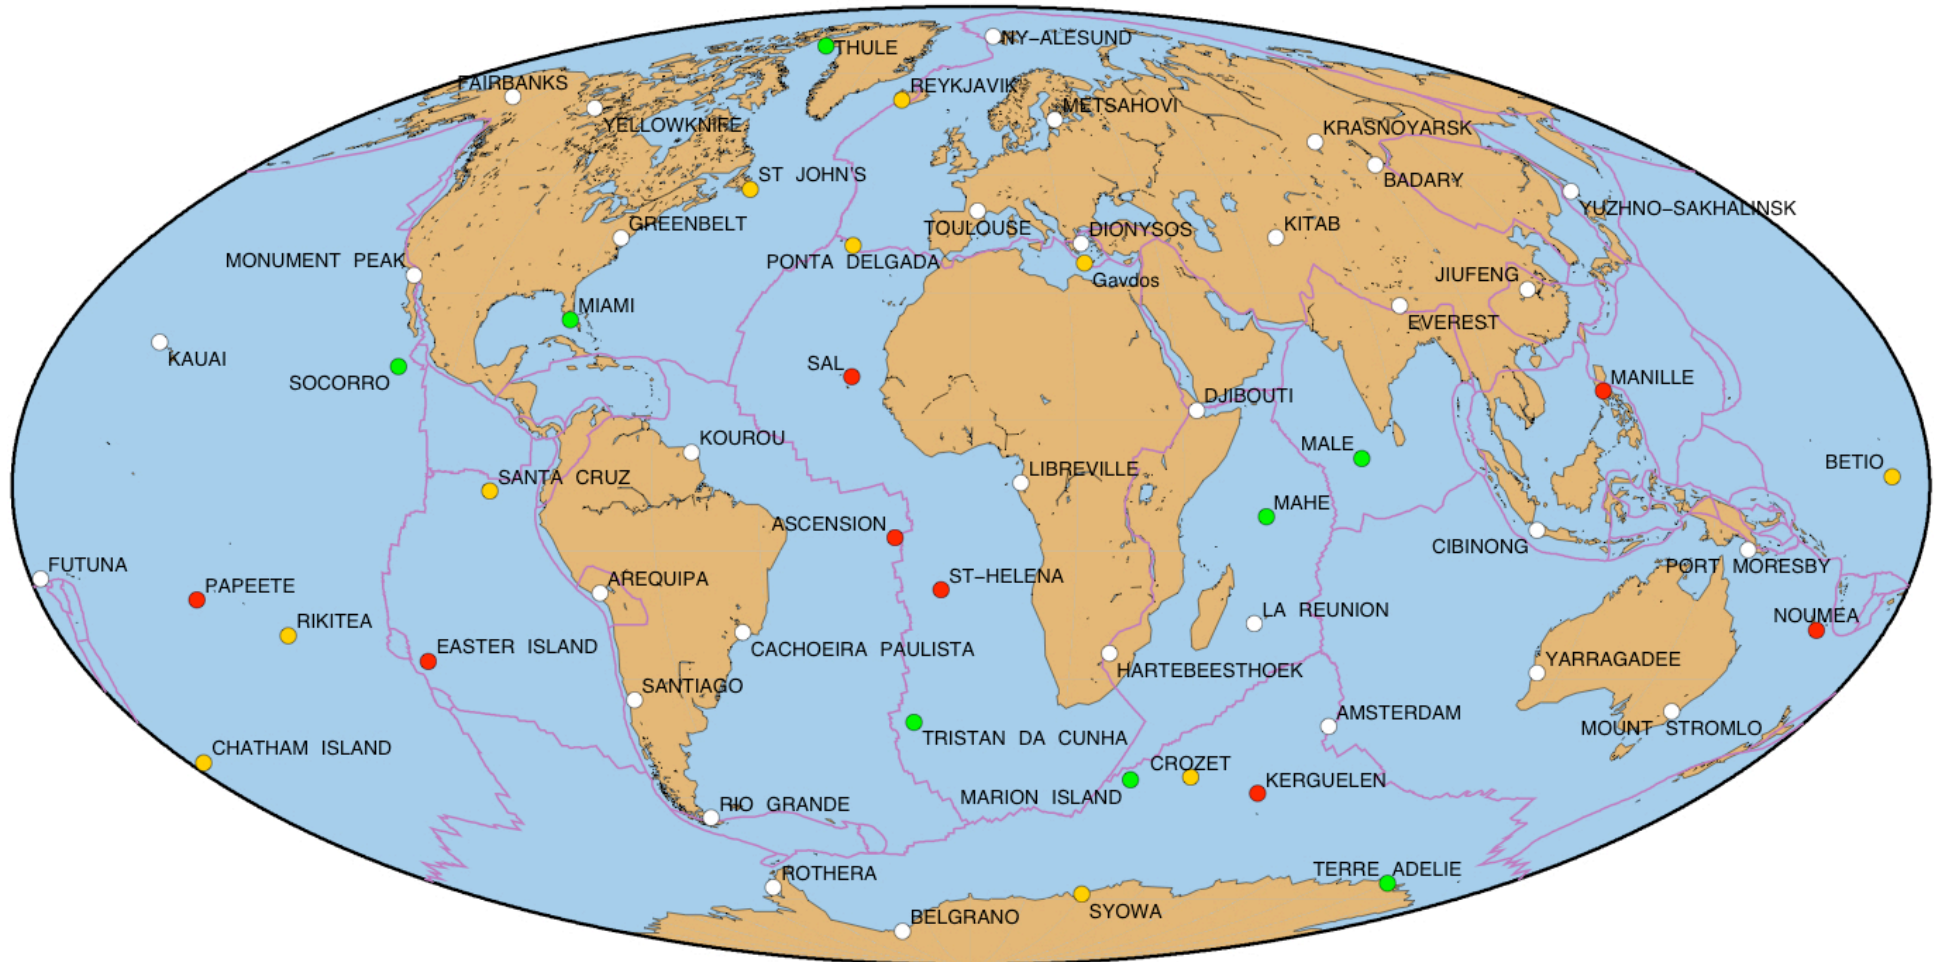 THULE
NY-ALESUND
FAIRBANKS
REYKJAVIK
METSAHOVI
YELLOWKNIFE
KRASNOYARSK
ST JOHN'S
BADARY
YUZHNO-SAKHALINSK
GREENBELT
TOULOUSE
DIONYSOS
KITAB
MONUMENT PEAK
PONTA DELGADA
Gavdos
JIUFENG
MIAMI
EVEREST
KAUAI
SAL
SOCORRO
MANILLE
DJIBOUTI
KOUROU
MALE
BETIO
SANTA CRUZ
LIBREVILLE
MAHE
ASCENSION
CIBINONG
FUTUNA
PORT MORESBY
PAPEETE
AREQUIPA
ST-HELENA
LA REUNION
NOUMEA
RIKITEA
EASTER ISLAND
CACHOEIRA PAULISTA
YARRAGADEE
HARTEBEESTHOEK
SANTIAGO
AMSTERDAM
MOUNT STROMLO
TRISTAN DA CUNHA
CHATHAM ISLAND
CROZET
KERGUELEN
MARION ISLAND
RIO GRANDE
ROTHERA
TERRE ADELIE
SYOWA
BELGRANO